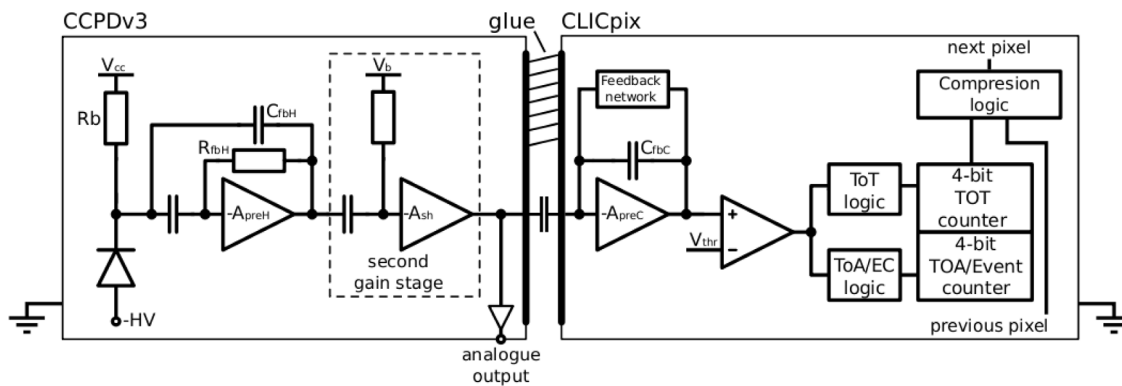 CCPDv3
glue
CLICpix
Vcc
Rb
CfbH
RfbH
-ApreH
-HV
Vb
-Ash
second
gain stage
analogue
output
Feedback
network
CfbC
-ApreC
Vthr
+
−
ToT
logic
ToA/EC
logic
next pixel
Compresion
logic
4-bit
TOT
counter
4-bit
TOA/Event
counter
previous pixel